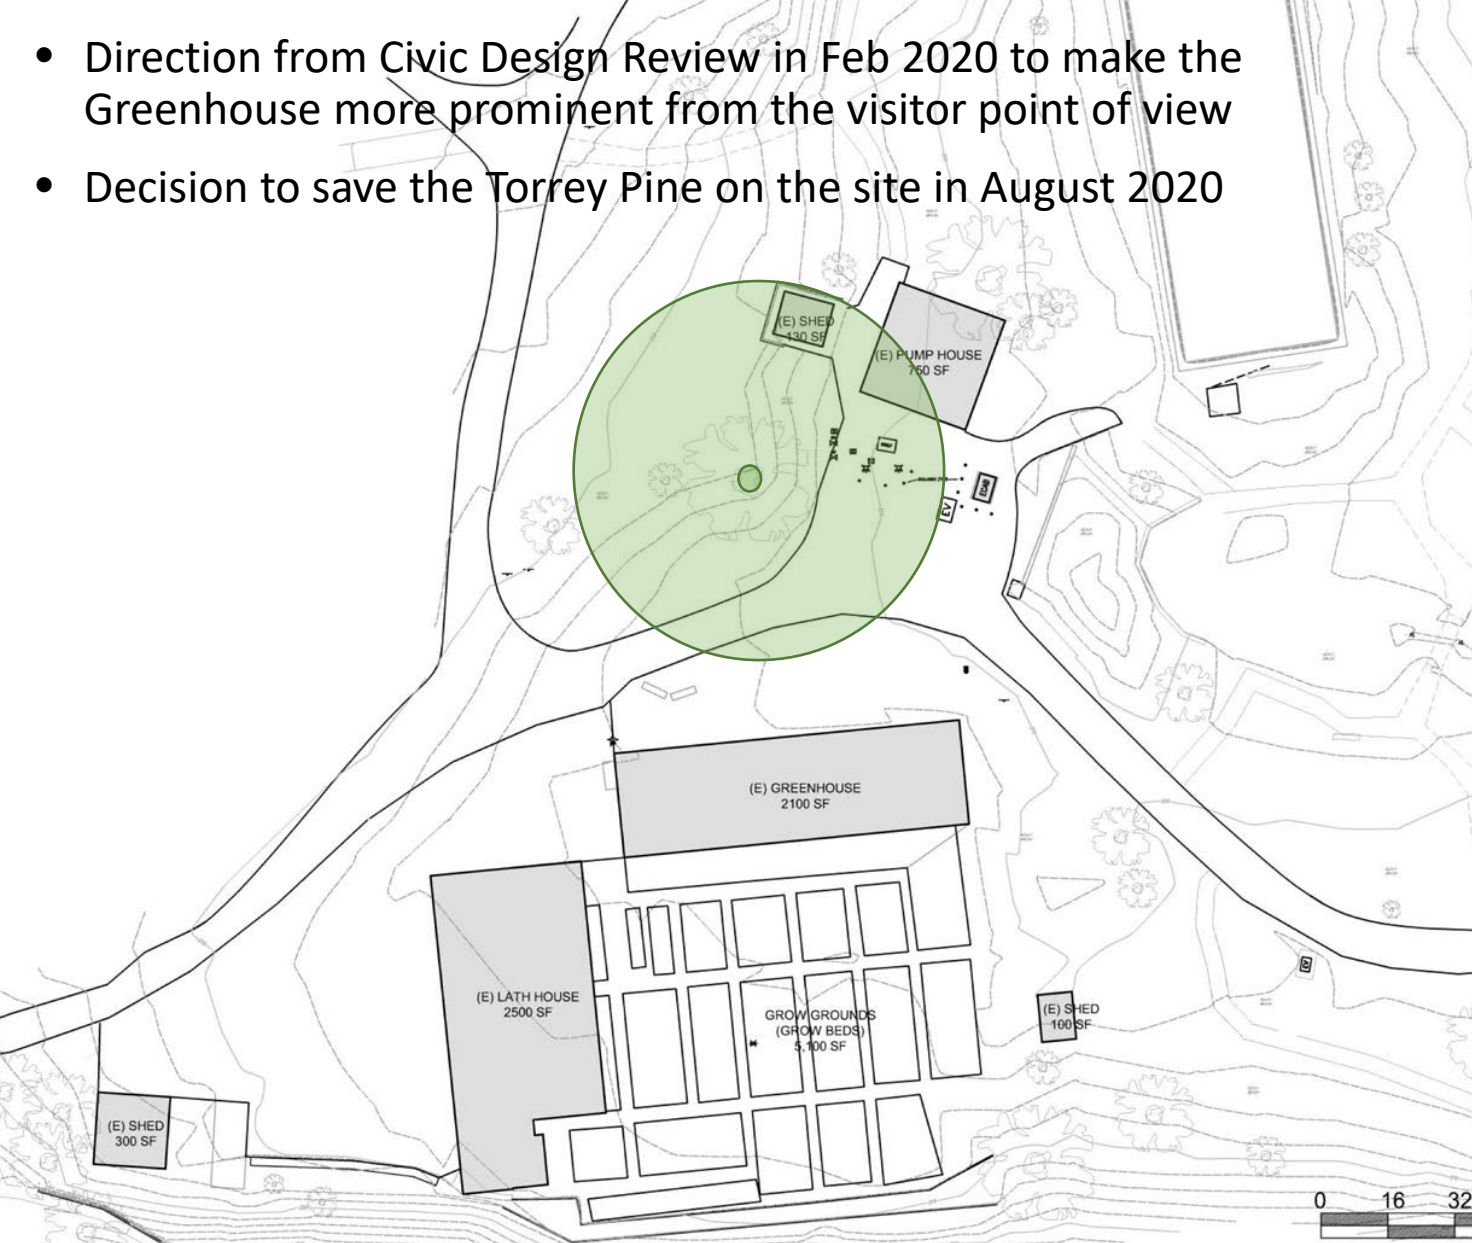 • Direction from Civic Design Review in Feb 2020 to make the
Greenhouse more prominent from the visitor point of view
• Decision to save the Torrey Pine on the site in August 2020
(E) SHED
130 SF
(E) PUMP HOUSE
750 SF
EV
(E) GREENHOUSE
2100 SF
(E) LATH HOUSE
2500 SF
GROW GROUNDS
(GROW BEDS)
5,100 SF
(E) SHED
100 SF
(E) SHED
300 SF
0 16 32